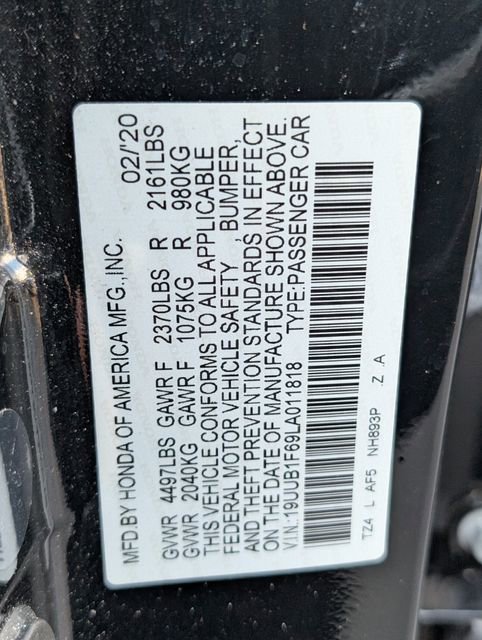 MFD.BY HONDA OF AMERICA MFG.,INC. 02/'20
GVWR 4497LBS GAWR F 2370LBS R 2161LBS
GVWR 2040KG GAWR F 1075KG R 980KG
THIS VEHICLE CONFORMS TO ALL APPLICABLE
FEDERAL MOTOR VEHICLE SAFETY, BUMPER,
AND THEFT PREVENTION STANDARDS IN EFFECT
ON THE DATE OF MANUFACTURE SHOWN ABOVE.
V.I.N.:19UUB1F69LA011818 TYPE:PASSENGER CAR
TZ4 L AF5 NH893P .Z .A